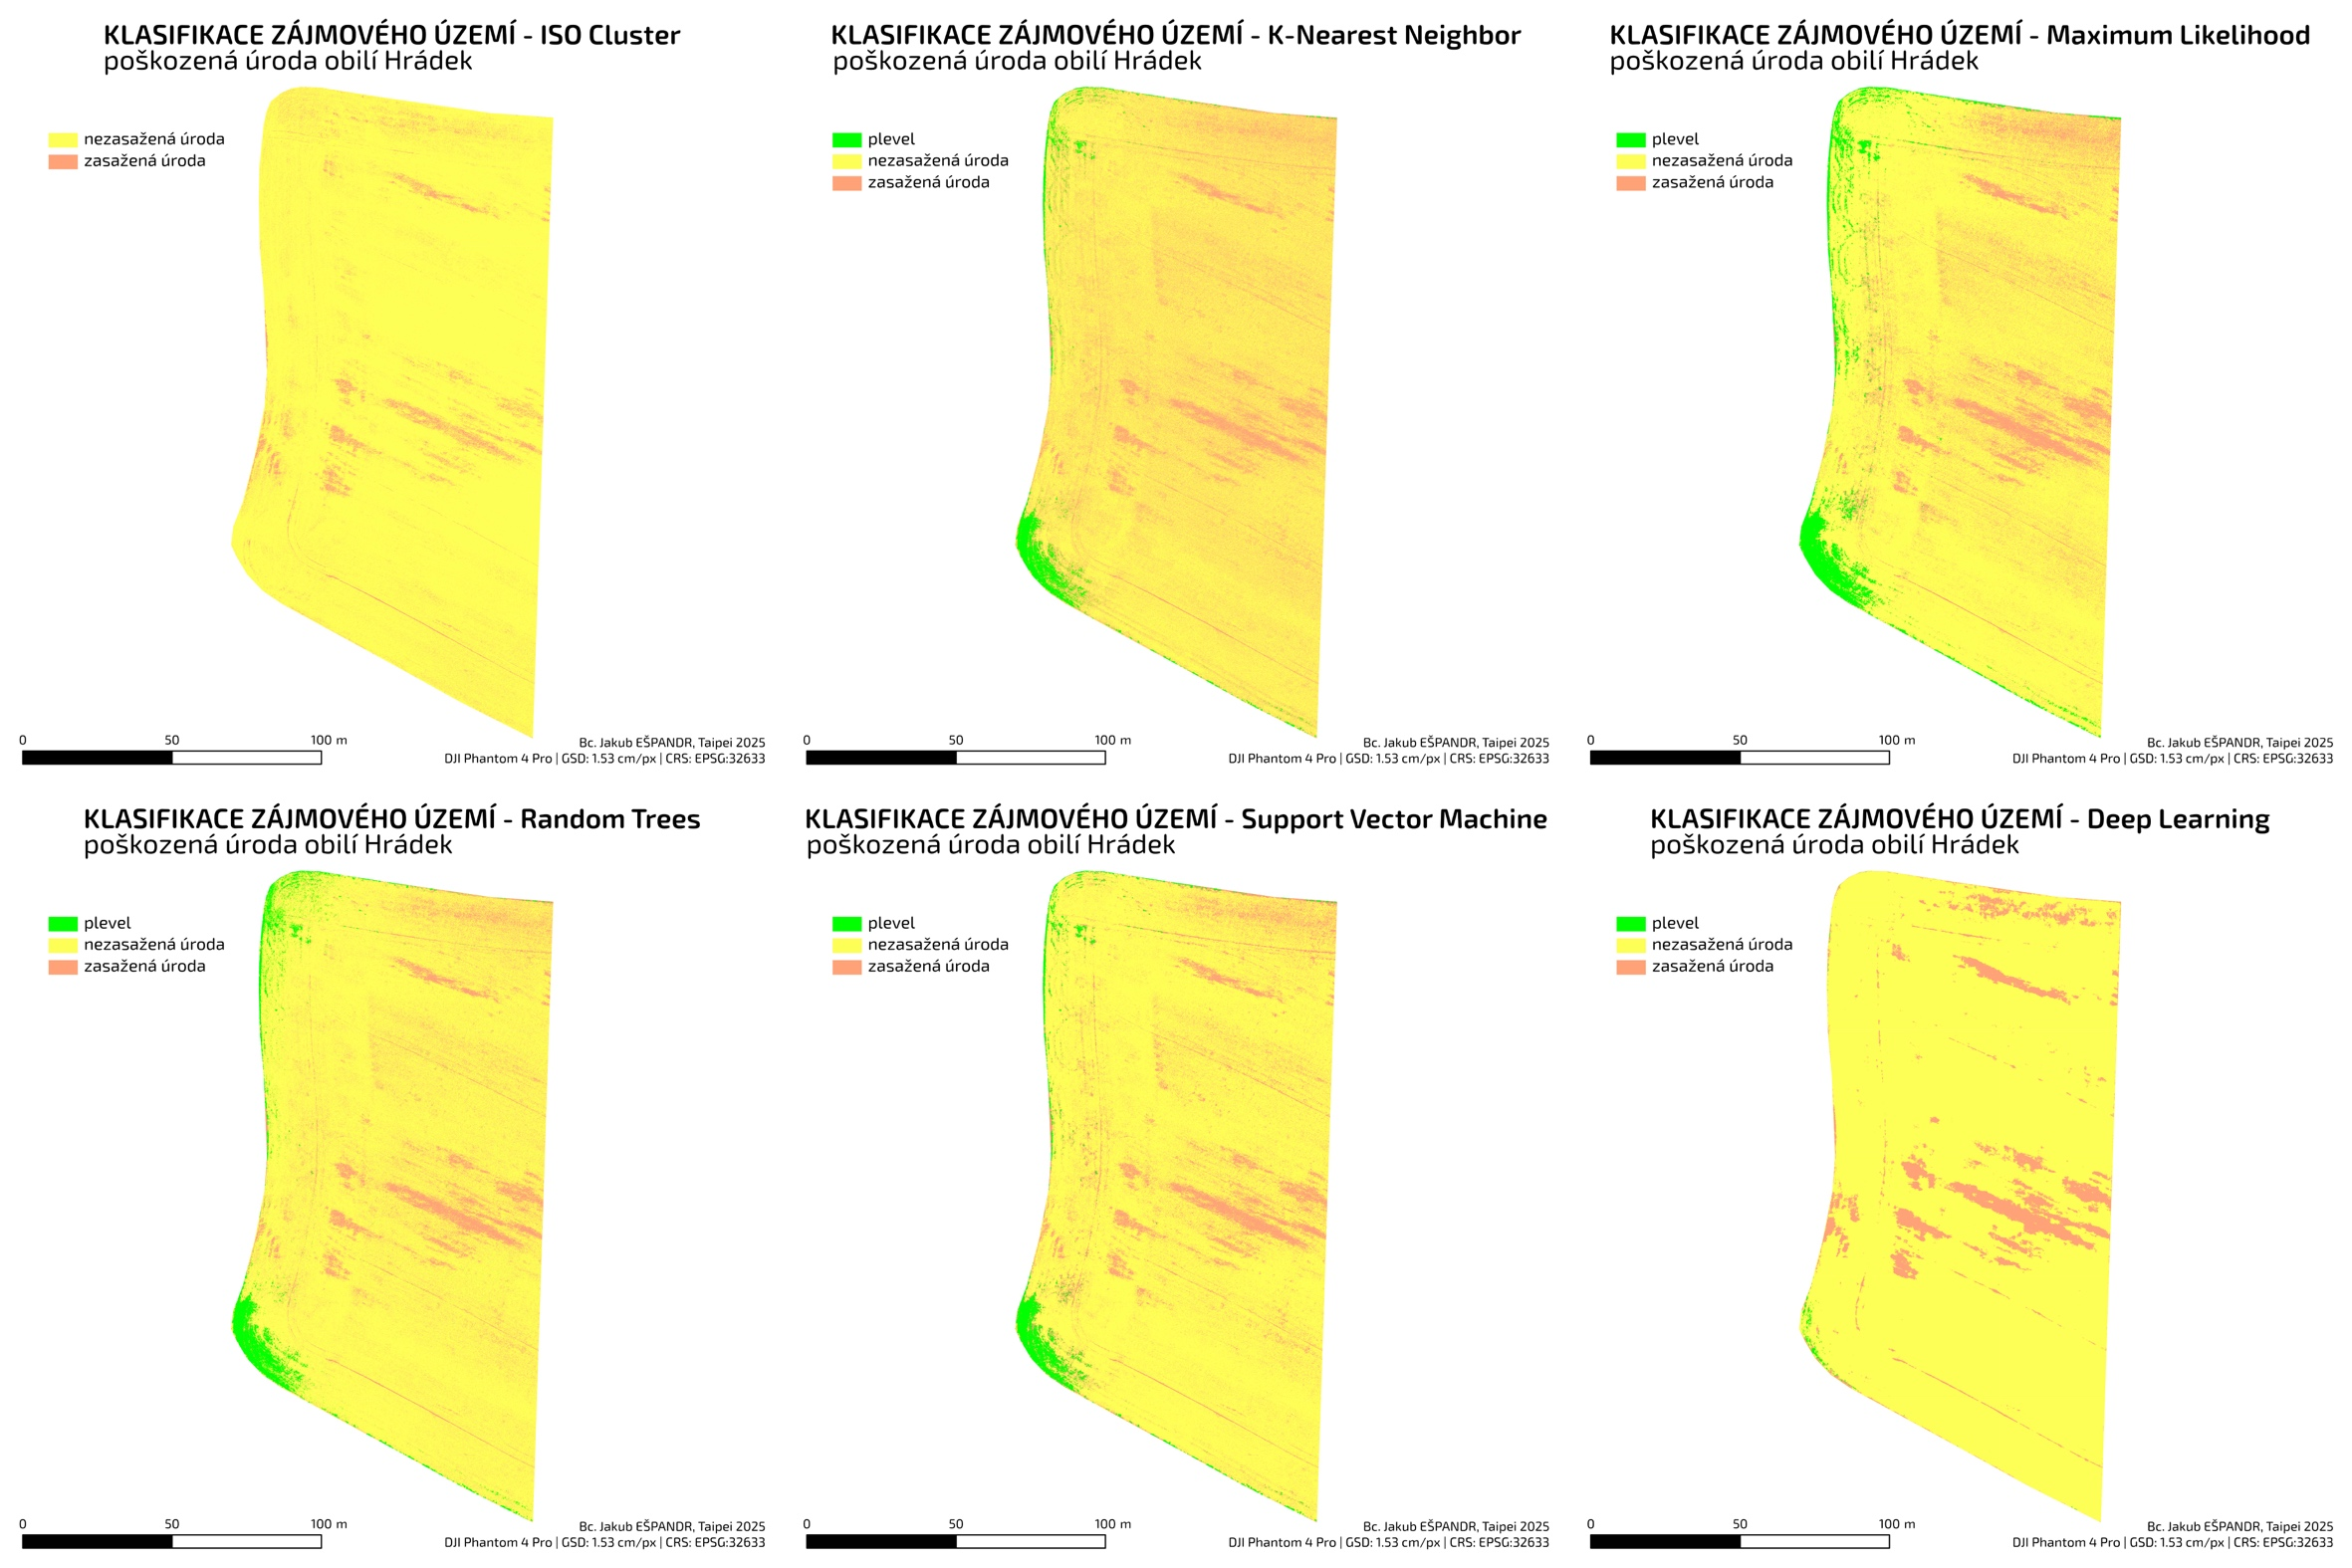 KLASIFIKACE ZÁJMOVÉHO ÚZEMÍ - ISO Cluster
poškozená úroda obilí Hrádek
nezasažená úroda
zasažená úroda
0 50 100 m
Bc. Jakub EŠPANDR, Taipei 2025
DJI Phantom 4 Pro | GSD: 1.53 cm/px | CRS: EPSG:32633
KLASIFIKACE ZÁJMOVÉHO ÚZEMÍ - K-Nearest Neighbor
poškozená úroda obilí Hrádek
plevel
nezasažená úroda
zasažená úroda
0 50 100 m
Bc. Jakub EŠPANDR, Taipei 2025
DJI Phantom 4 Pro | GSD: 1.53 cm/px | CRS: EPSG:32633
KLASIFIKACE ZÁJMOVÉHO ÚZEMÍ - Maximum Likelihood
poškozená úroda obilí Hrádek
plevel
nezasažená úroda
zasažená úroda
0 50 100 m
Bc. Jakub EŠPANDR, Taipei 2025
DJI Phantom 4 Pro | GSD: 1.53 cm/px | CRS: EPSG:32633
KLASIFIKACE ZÁJMOVÉHO ÚZEMÍ - Random Trees
poškozená úroda obilí Hrádek
plevel
nezasažená úroda
zasažená úroda
0 50 100 m
Bc. Jakub EŠPANDR, Taipei 2025
DJI Phantom 4 Pro | GSD: 1.53 cm/px | CRS: EPSG:32633
KLASIFIKACE ZÁJMOVÉHO ÚZEMÍ - Support Vector Machine
poškozená úroda obilí Hrádek
plevel
nezasažená úroda
zasažená úroda
0 50 100 m
Bc. Jakub EŠPANDR, Taipei 2025
DJI Phantom 4 Pro | GSD: 1.53 cm/px | CRS: EPSG:32633
KLASIFIKACE ZÁJMOVÉHO ÚZEMÍ - Deep Learning
poškozená úroda obilí Hrádek
plevel
nezasažená úroda
zasažená úroda
0 50 100 m
Bc. Jakub EŠPANDR, Taipei 2025
DJI Phantom 4 Pro | GSD: 1.53 cm/px | CRS: EPSG:32633